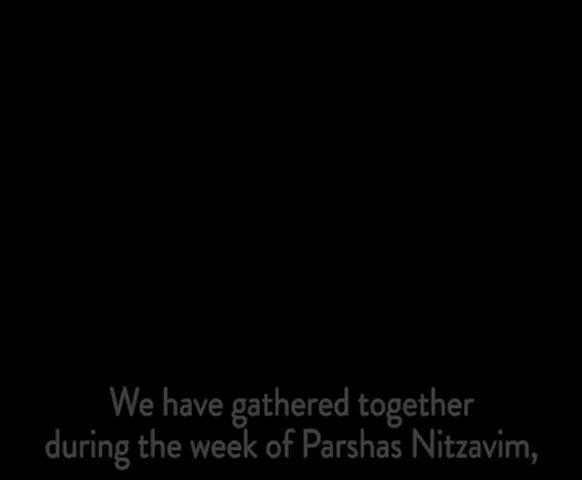 We have gathered together
during the week of Parshas Nitzavim,